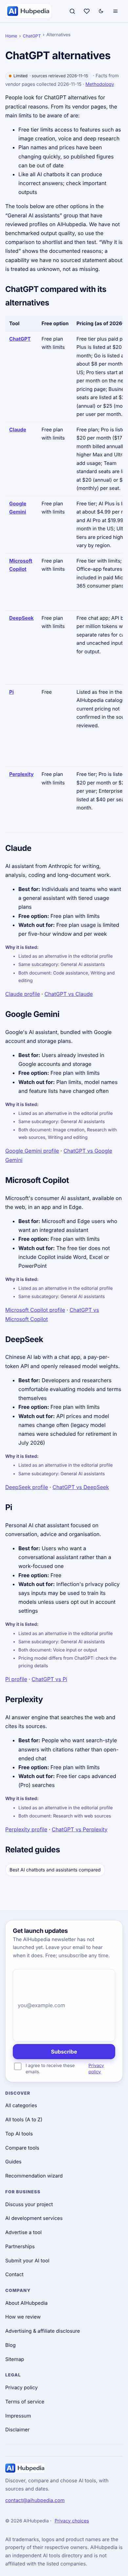 AI Hubpedia
Home › ChatGPT › Alternatives
ChatGPT alternatives
Limited sources retrieved 2026-11-15 · Facts from
vendor pages collected 2026-11-15 · Methodology.
People look for ChatGPT alternatives for
practical reasons. From its vendor pages, the
main limits to be aware of are:
Free tier limits access to features such as
image creation, voice and deep research
Plan names and prices have been
changing quickly, so published figures
can be out of date
Like all AI chatbots it can produce
incorrect answers; check important
outputs
The tools below are other options in the
“General AI assistants” group that have
reviewed profiles on AIHubpedia. We have not
measured output quality, so use the
comparison to shortlist and then test. “Why it is
listed” shows the documented reasons; a
capability missing from the data is a statement
about the evidence, not a missing.
ChatGPT compared with its
alternatives
Tool Free option Pricing (as of 2026
ChatGPT Free plan
with limits
Claude Free plan
with limits
Google
Gemini Free plan
with limits
Microsoft
Copilot Free plan
with limits
DeepSeek Free plan
with limits
Pi Free
Perplexity Free plan
with limits
Claude
AI assistant from Anthropic for writing,
analysis, coding and long-document work.
Best for: Individuals and teams who want
a general assistant with broad usage
plans
Free option: Free plan with limits
Watch out for: Free plan usage is limited
per five-hour window and per week
Why it is listed:
Listed as an alternative in the editorial profile
Same subcategory: General AI assistants
Both document: Code assistance, Writing and
editing
Claude profile · ChatGPT vs Claude
Google Gemini
Google's AI assistant, bundled with Google
account and storage plans.
Best for: Users already invested in
Google accounts and storage
Free option: Free plan with limits
Watch out for: Plan limits, model names
and feature lists have changed often
Why it is listed:
Listed as an alternative in the editorial profile
Same subcategory: General AI assistants
Both document: Image creation, Research with
web sources, Writing and editing
Google Gemini profile · ChatGPT vs Google
Gemini
Microsoft Copilot
Microsoft's consumer AI assistant, available on
the web, in an app and in Edge.
Best for: Microsoft and Edge users who
want an integrated assistant
Free option: Free plan with limits
Watch out for: The free tier does not
include Copilot inside Word, Excel or
PowerPoint
Why it is listed:
Listed as an alternative in the editorial profile
Same subcategory: General AI assistants
Microsoft Copilot profile · ChatGPT vs
Microsoft Copilot
DeepSeek
Chinese AI lab with a chat app, a pay-per-
token API and openly released model weights.
Best for: Developers and researchers
comfortable evaluating models and terms
themselves
Free option: Free plan with limits
Watch out for: API prices and model
names change often (legacy model
names were scheduled for retirement in
July 2026)
Why it is listed:
Listed as an alternative in the editorial profile
Same subcategory: General AI assistants
DeepSeek profile · ChatGPT vs DeepSeek
Pi
Personal AI chat assistant focused on
conversation, advice and organisation.
Best for: Users who want a
conversational assistant rather than a
work-focused one
Free option: Free
Watch out for: Inflection's privacy policy
says inputs may be used to train its
models unless users opt out in account
settings
Why it is listed:
Listed as an alternative in the editorial profile
Same subcategory: General AI assistants
Both document: Voice input or output
Pricing model differs from ChatGPT: check the
pricing details
Pi profile · ChatGPT vs Pi
Perplexity
AI answer engine that searches the web and
cites its sources.
Best for: People who want search-style
answers with citations rather than open-
ended chat
Free option: Free plan with limits
Watch out for: Free tier caps advanced
(Pro) searches
Why it is listed:
Listed as an alternative in the editorial profile
Both document: Research with web sources
Perplexity profile · ChatGPT vs Perplexity
Related guides
Best AI chatbots and assistants compared
Get launch updates
The AIHubpedia newsletter has not
launched yet. Leave your email to hear
when it does. Free; unsubscribe any time.
you@example.com
Subscribe
I agree to receive these
emails. Privacy
policy
DISCOVER
All categories
All tools (A to Z)
Top AI tools
Compare tools
Guides
Recommendation wizard
FOR BUSINESS
Discover your project
AI development services
Advertise a tool
Partnerships
Submit your AI tool
Contact
COMPANY
About AIHubpedia
How we review
Advertising & affiliate disclosure
Blog
Sitemap
LEGAL
Privacy policy
Terms of service
Impressum
Disclaimer
AI Hubpedia
Discover, compare and choose AI tools, with
sources and dates.
contact@aihubpedia.com
© 2026 AIHubpedia · Privacy choices
All trademarks, logos and product names are the
property of their respective owners. AIHubpedia is
an independent AI tools directory and is not
affiliated with the listed companies.